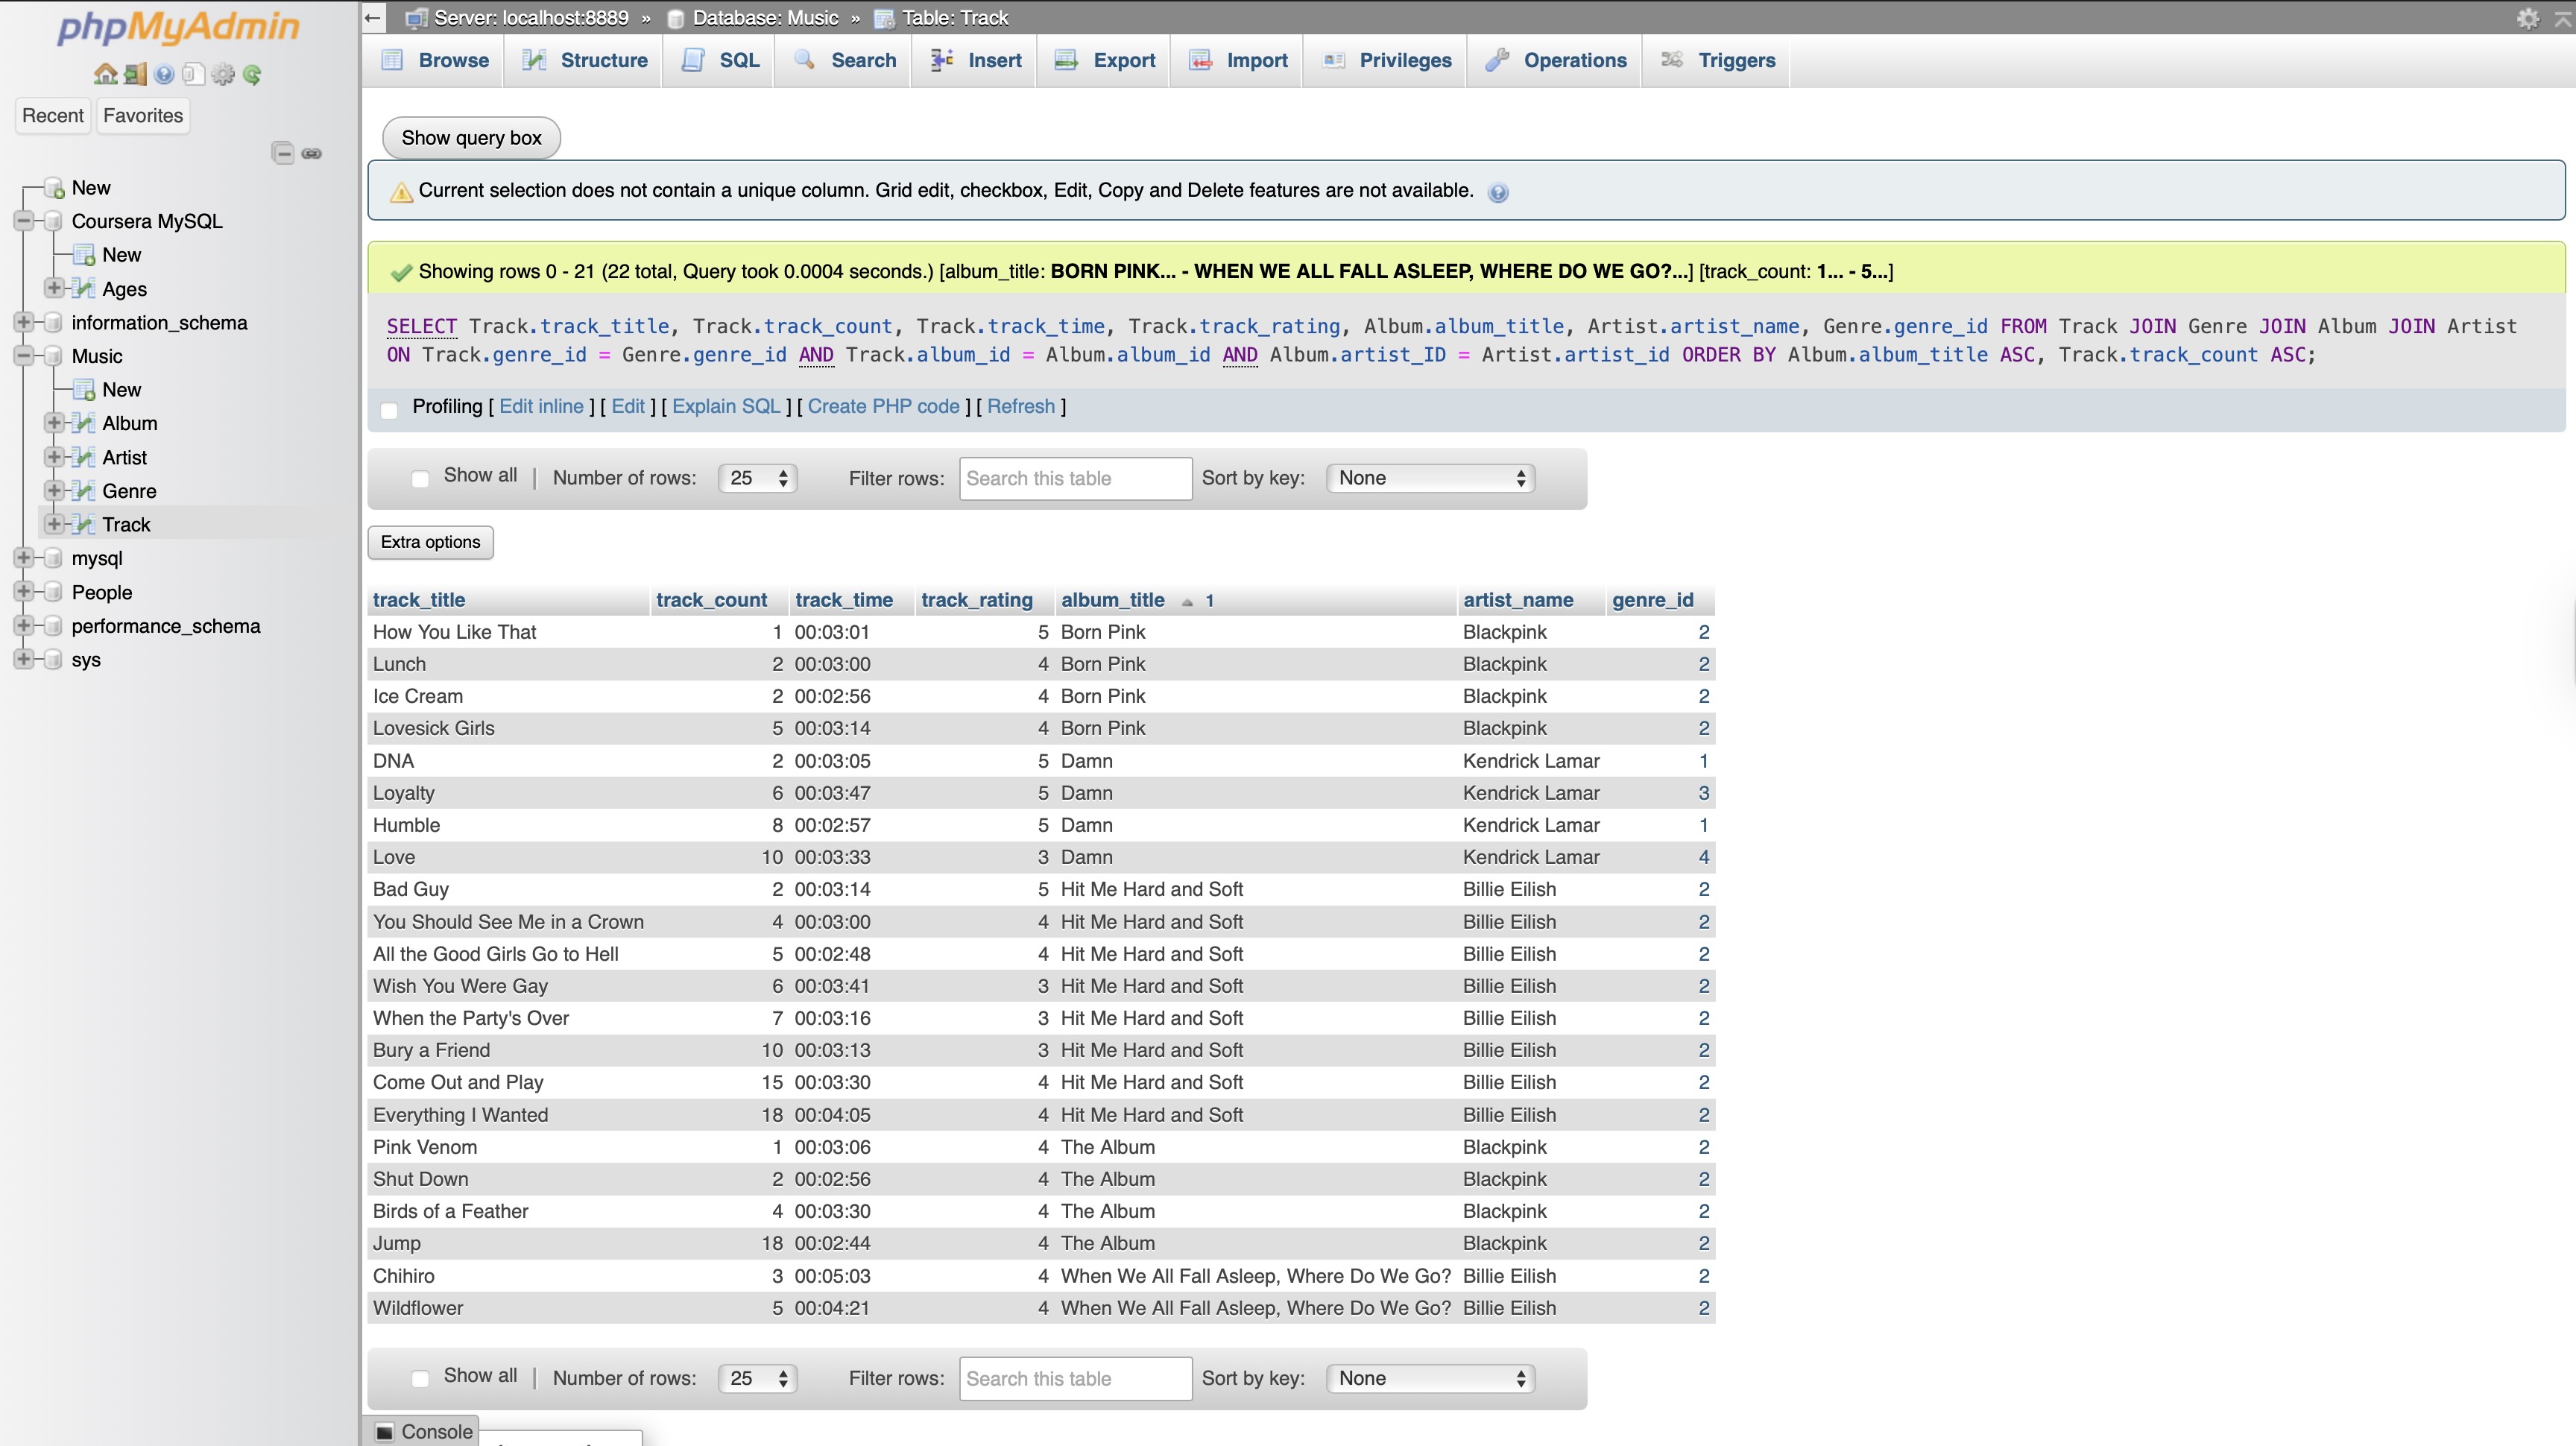 phpMyAdmin
Recent Favorites
New
Coursera MySQL
New
Ages
information_schema
Music
New
Album
Artist
Genre
Track
mysql
People
performance_schema
sys
Server: localhost:8889 » Database: Music » Table: Track
Browse Structure SQL Search Insert Export Import Privileges Operations Triggers
Show query box
Current selection does not contain a unique column. Grid edit, checkbox, Edit, Copy and Delete features are not available.
Showing rows 0 - 21 (22 total, Query took 0.0004 seconds.) [album_title: BORN PINK... - WHEN WE ALL FALL ASLEEP, WHERE DO WE GO?...] [track_count: 1... - 5...]
SELECT Track.track_title, Track.track_count, Track.track_time, Track.track_rating, Album.album_title, Artist.artist_name, Genre.genre_id FROM Track JOIN Genre JOIN Album JOIN Artist
ON Track.genre_id = Genre.genre_id AND Track.album_id = Album.album_id AND Album.artist_ID = Artist.artist_id ORDER BY Album.album_title ASC, Track.track_count ASC;
Profiling [ Edit inline ] [ Edit ] [ Explain SQL ] [ Create PHP code ] [ Refresh ]
Show all | Number of rows: 25 Filter rows: Search this table Sort by key: None
Extra options
track_title track_count track_time track_rating album_title 1 artist_name genre_id
How You Like That 1 00:03:01 5 Born Pink Blackpink 2
Lunch 2 00:03:00 4 Born Pink Blackpink 2
Ice Cream 2 00:02:56 4 Born Pink Blackpink 2
Lovesick Girls 5 00:03:14 4 Born Pink Blackpink 2
DNA 2 00:03:05 5 Damn Kendrick Lamar 1
Loyalty 6 00:03:47 5 Damn Kendrick Lamar 3
Humble 8 00:02:57 5 Damn Kendrick Lamar 1
Love 10 00:03:33 3 Damn Kendrick Lamar 4
Bad Guy 2 00:03:14 5 Hit Me Hard and Soft Billie Eilish 2
You Should See Me in a Crown 4 00:03:00 4 Hit Me Hard and Soft Billie Eilish 2
All the Good Girls Go to Hell 5 00:02:48 4 Hit Me Hard and Soft Billie Eilish 2
Wish You Were Gay 6 00:03:41 3 Hit Me Hard and Soft Billie Eilish 2
When the Party's Over 7 00:03:16 3 Hit Me Hard and Soft Billie Eilish 2
Bury a Friend 10 00:03:13 3 Hit Me Hard and Soft Billie Eilish 2
Come Out and Play 15 00:03:30 4 Hit Me Hard and Soft Billie Eilish 2
Everything I Wanted 18 00:04:05 4 Hit Me Hard and Soft Billie Eilish 2
Pink Venom 1 00:03:06 4 The Album Blackpink 2
Shut Down 2 00:02:56 4 The Album Blackpink 2
Birds of a Feather 4 00:03:30 4 The Album Blackpink 2
Jump 18 00:02:44 4 The Album Blackpink 2
Chihiro 3 00:05:03 4 When We All Fall Asleep, Where Do We Go? Billie Eilish 2
Wildflower 5 00:04:21 4 When We All Fall Asleep, Where Do We Go? Billie Eilish 2
Show all | Number of rows: 25 Filter rows: Search this table Sort by key: None
Console